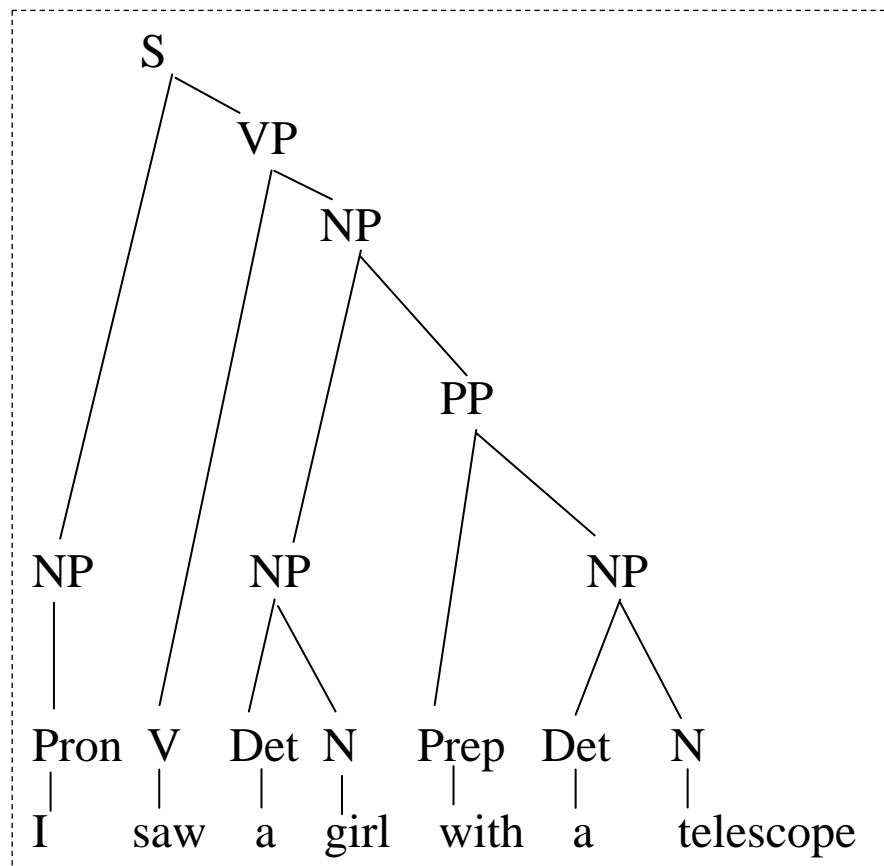 S
VP
NP
PP
NP NP NP
Pron V Det N Prep Det N
I saw a girl with a telescope